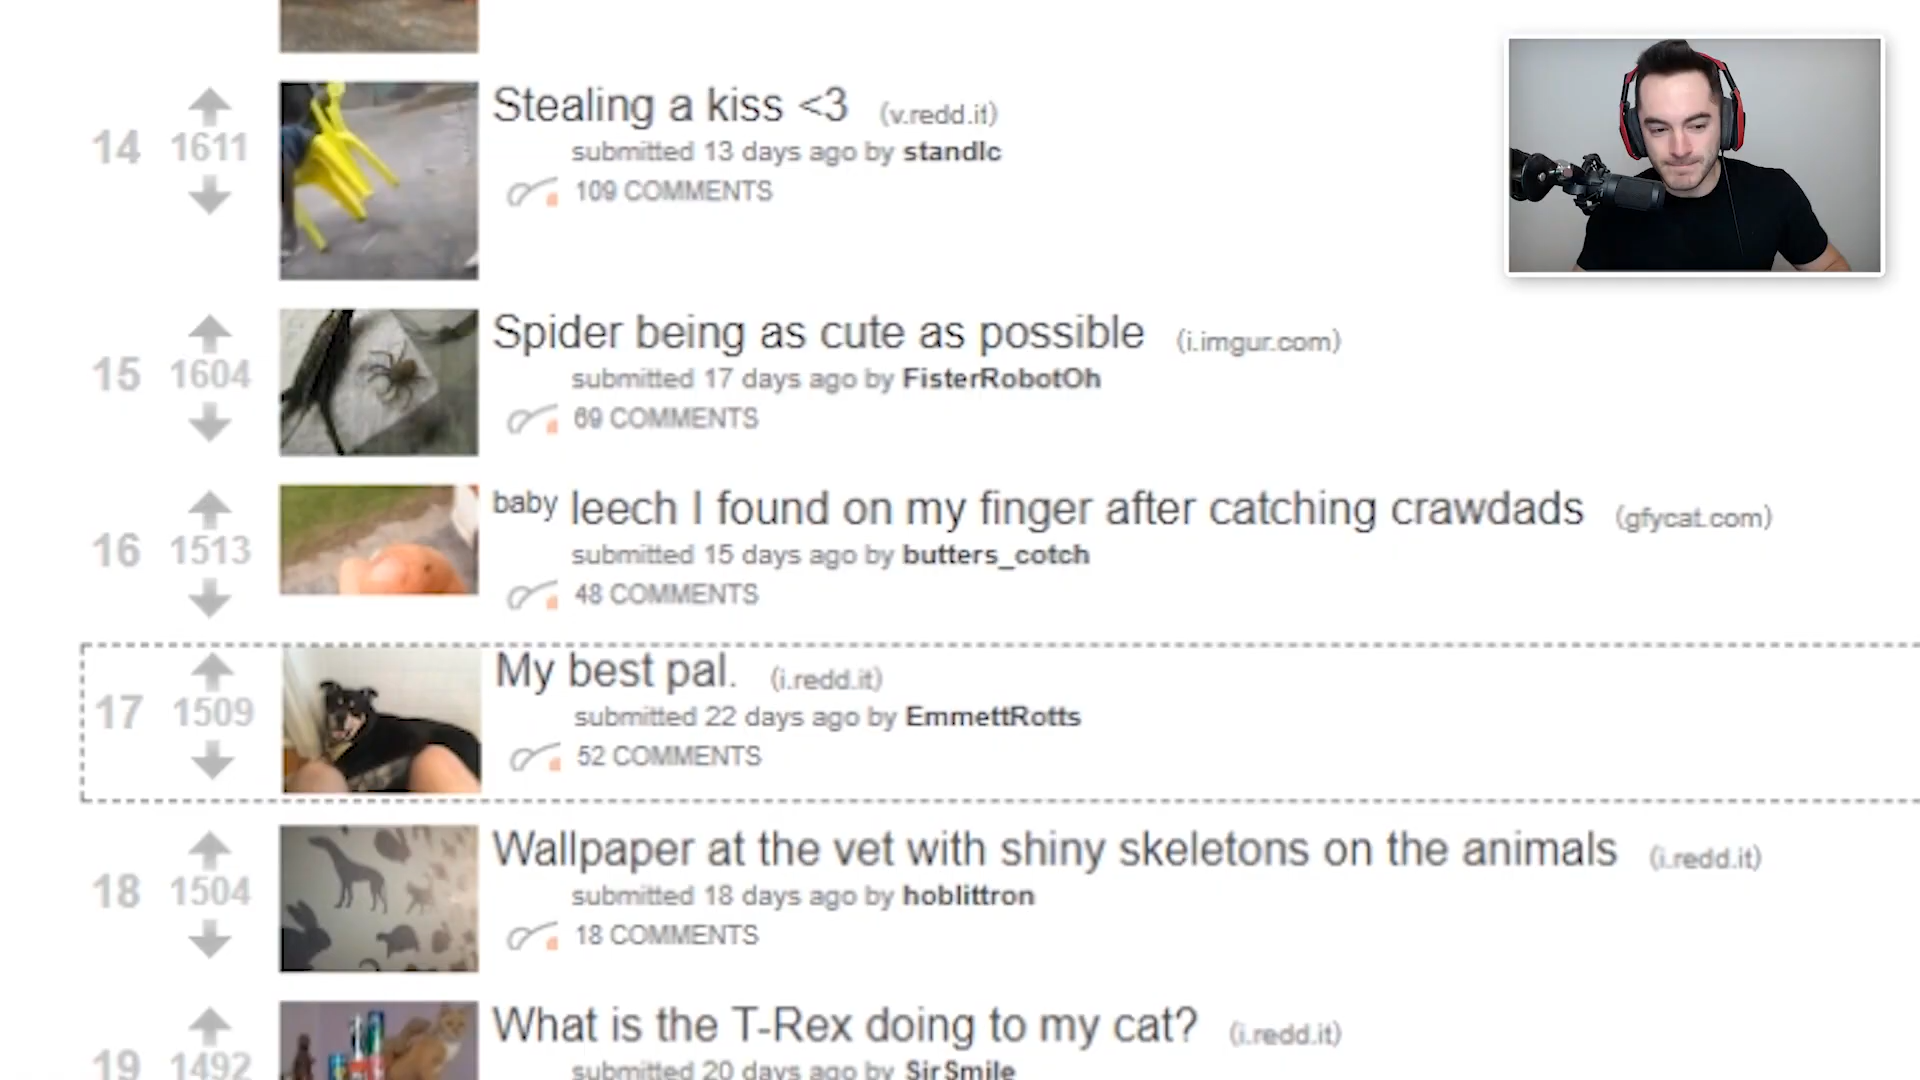 14 1611 Stealing a kiss <3 (v.redd.it)
submitted 13 days ago by standlc
109 COMMENTS
15 1604 Spider being as cute as possible (i.imgur.com)
submitted 17 days ago by FisterRobotOh
69 COMMENTS
16 1513 baby leech I found on my finger after catching crawdads (gfycat.com)
submitted 15 days ago by butters_cotch
48 COMMENTS
17 1509 My best pal. (i.redd.it)
submitted 22 days ago by EmmettRotts
52 COMMENTS
18 1504 Wallpaper at the vet with shiny skeletons on the animals (i.redd.it)
submitted 18 days ago by hoblittron
18 COMMENTS
19 1492 What is the T-Rex doing to my cat? (i.redd.it)
submitted 20 days ago by SirSmile